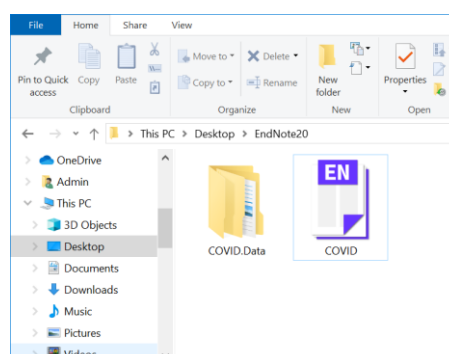 File Home Share View
Pin to Quick access
Copy
Paste
Move to
Copy to
Delete
Rename
New folder
Properties
Clipboard Organize New Open
This PC > Desktop > EndNote20
OneDrive
Admin
This PC
3D Objects
Desktop
Documents
Downloads
Music
Pictures
Videos
COVID.Data
EN
COVID